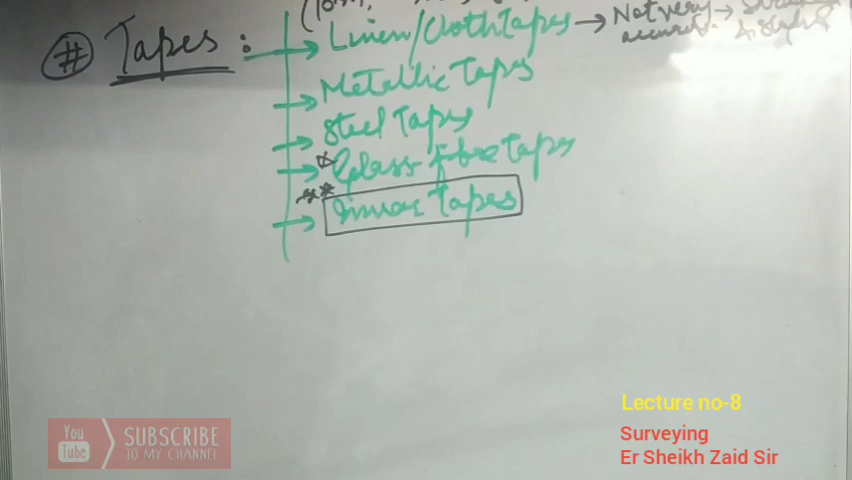 # Tapes :
Linen/Cloth Tapes → Not very →
Metallic Tapes
Steel Tapes
Glass fibre Tapes
** Invar Tapes
Lecture no-8
Surveying
Er Sheikh Zaid Sir
You
Tube
SUBSCRIBE
TO MY CHANNEL